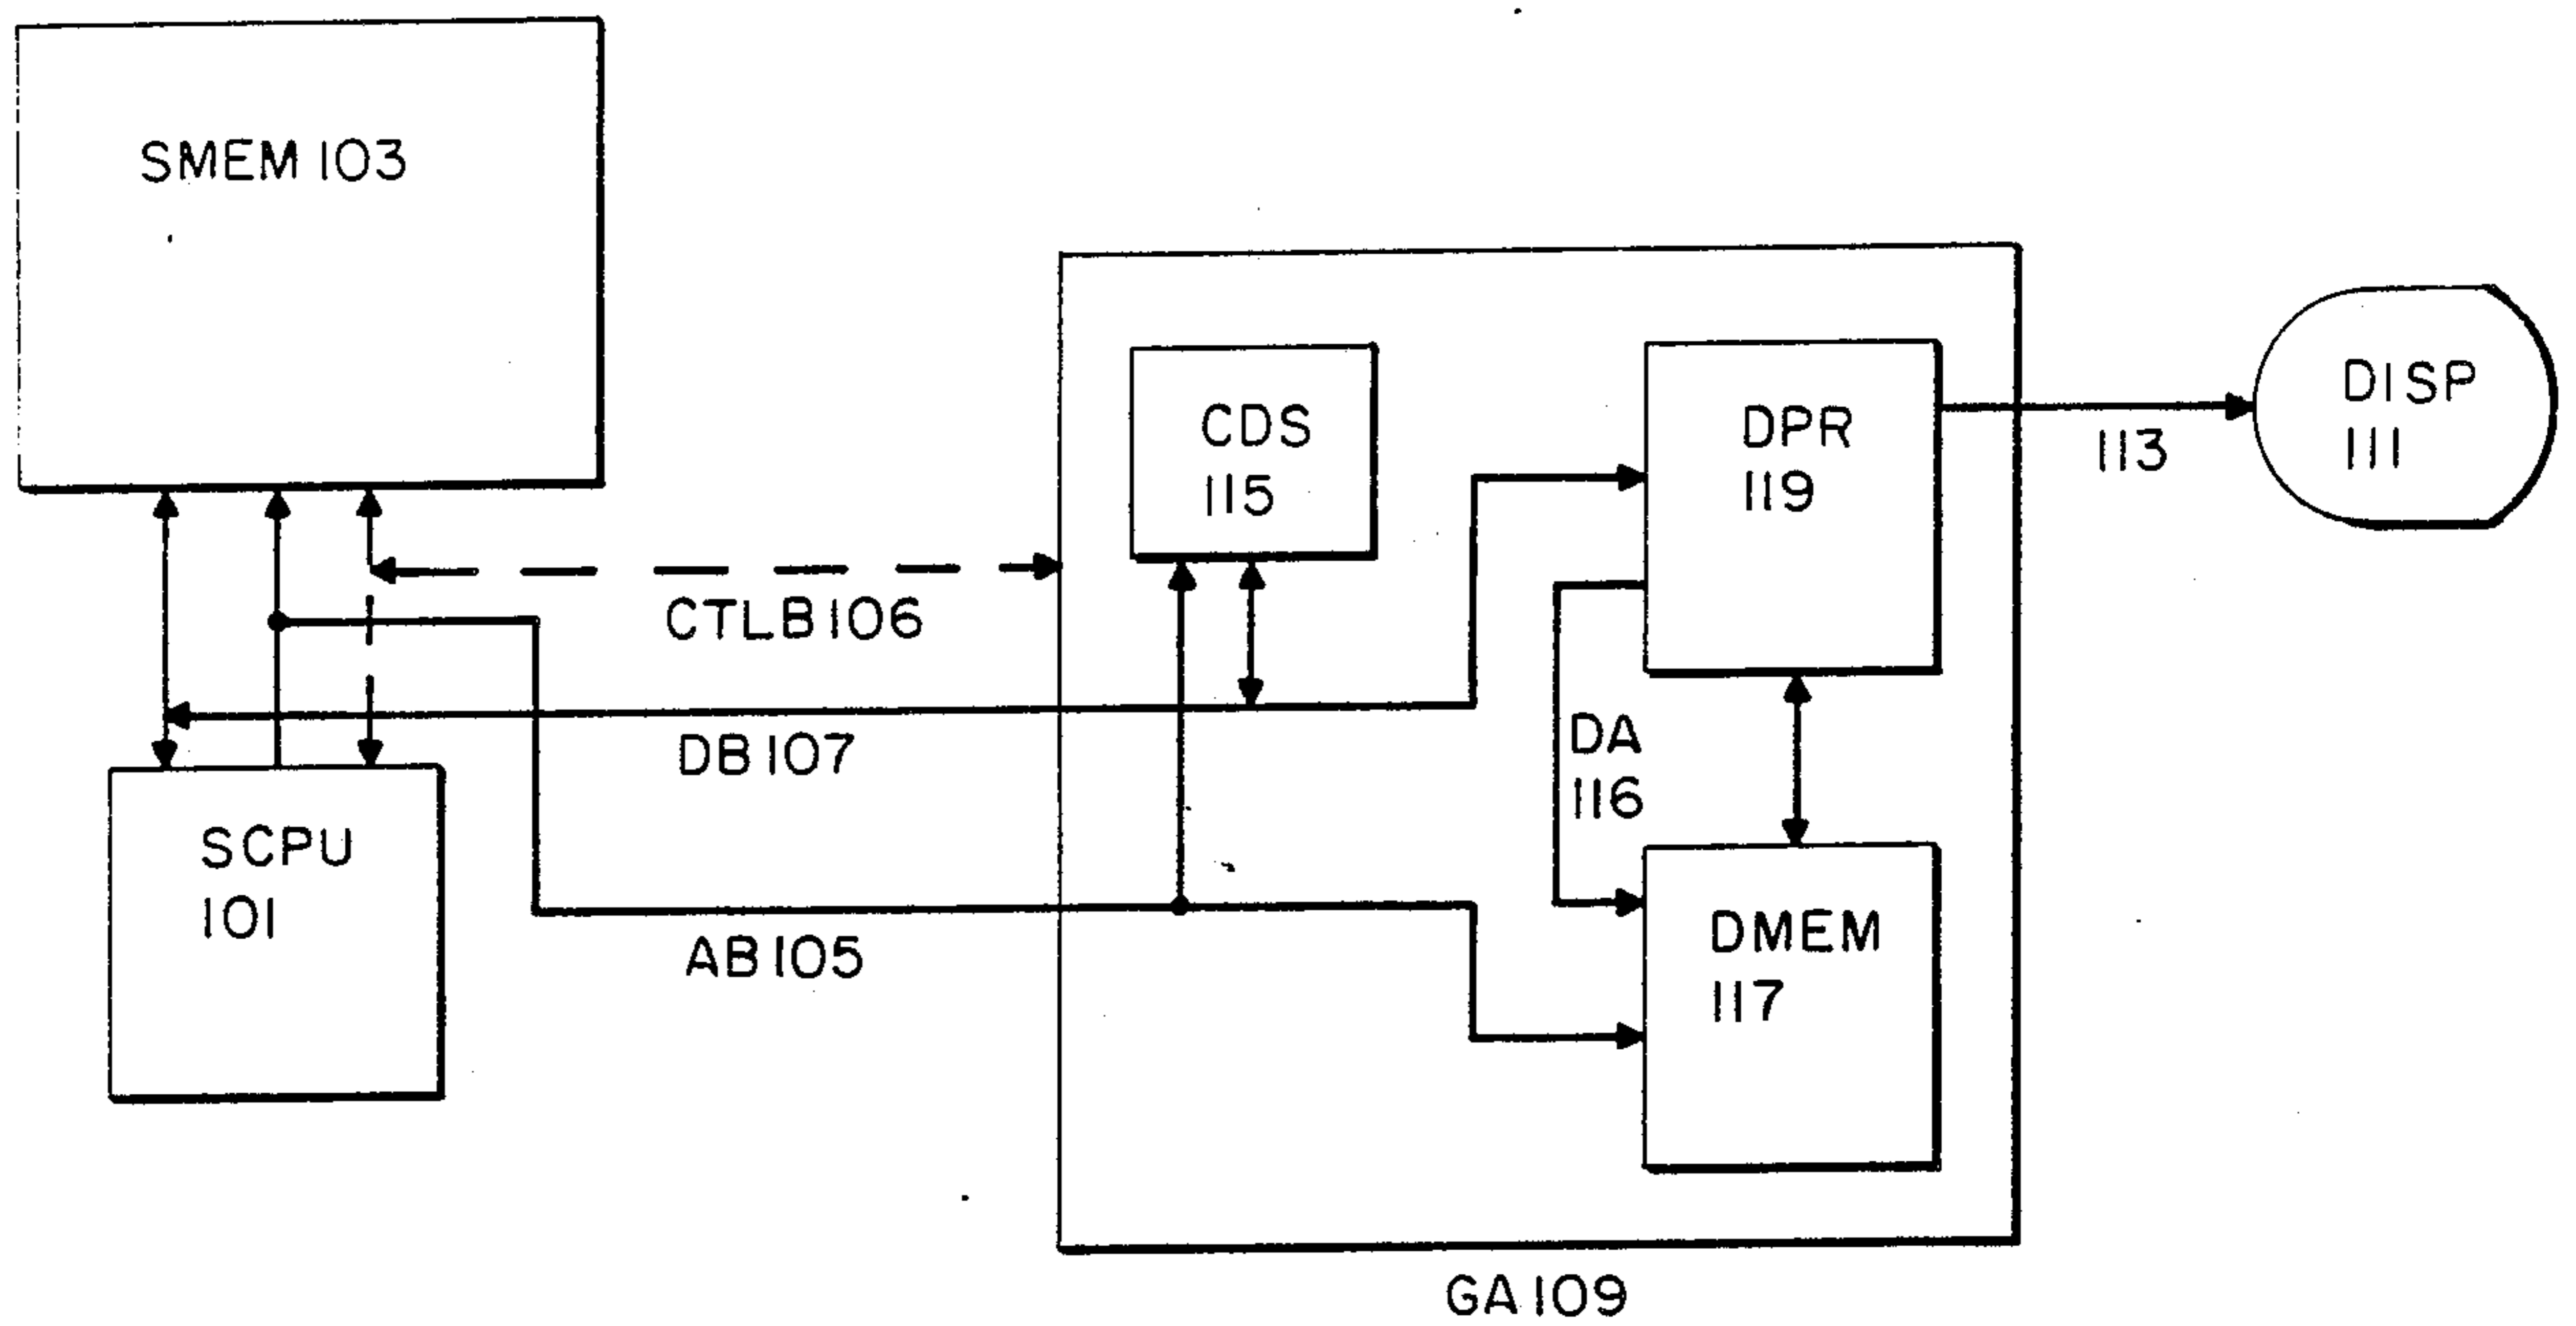 SMEM 103
CDS
115
DPR
119
DISP
111
113
CTLB 106
DB 107
DA
116
SCPU
101
AB 105
DMEM
117
GA 109